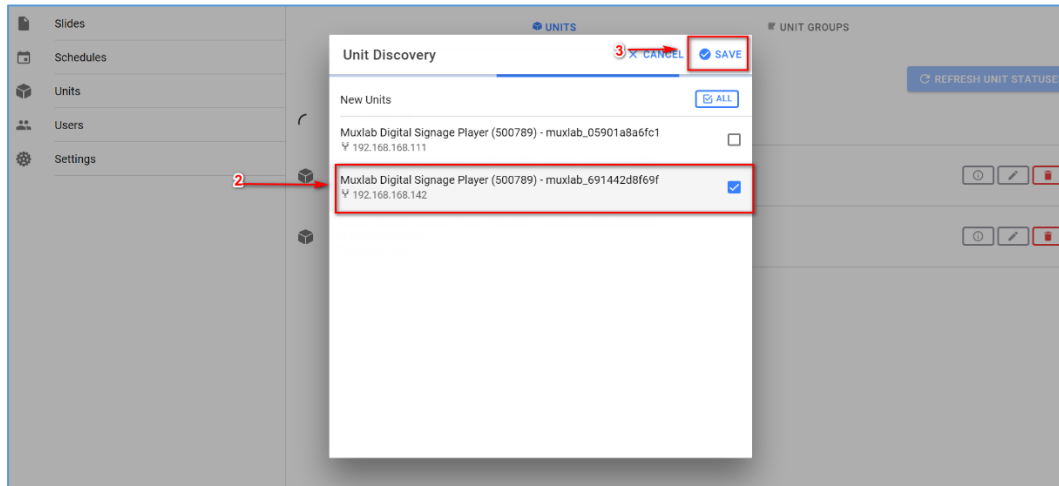 Slides
Schedules
Units
Users
Settings
UNITS
UNIT GROUPS
REFRESH UNIT STATUSE
Unit Discovery
3
CANCEL
SAVE
New Units
ALL
Muxlab Digital Signage Player (500789) - muxlab_05901a8a6fc1
192.168.168.111
2
Muxlab Digital Signage Player (500789) - muxlab_691442d8f69f
192.168.168.142